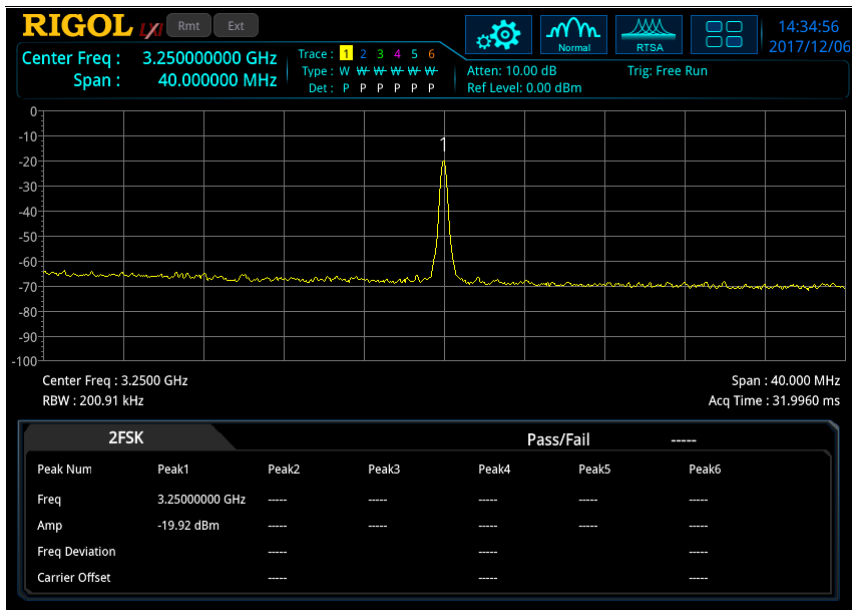 RIGOL LXI Rmt Ext
Normal RTSA
14:34:56
2017/12/06
Center Freq : 3.250000000 GHz
Span : 40.000000 MHz
Trace : 1 2 3 4 5 6
Type : W W W W W W
Det : P P P P P P
Atten: 10.00 dB
Trig: Free Run
Ref Level: 0.00 dBm
0
-10
-20
-30
-40
-50
-60
-70
-80
-90
-100
1
Center Freq : 3.2500 GHz Span : 40.000 MHz
RBW : 200.91 kHz Acq Time : 31.9960 ms
2FSK Pass/Fail -----
Peak Num Peak1 Peak2 Peak3 Peak4 Peak5 Peak6
Freq 3.25000000 GHz ----- ----- ----- ----- -----
Amp -19.92 dBm ----- ----- ----- ----- -----
Freq Deviation ----- ----- -----
Carrier Offset ----- ----- -----